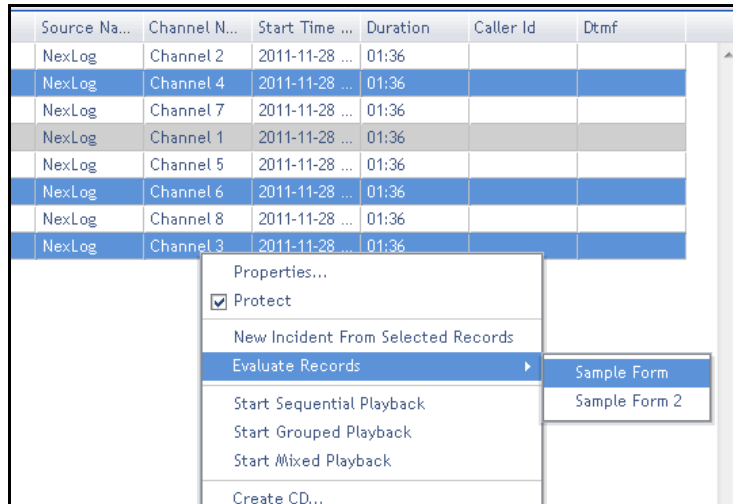 Source Na... Channel N... Start Time ... Duration Caller Id Dtmf
NexLog Channel 2 2011-11-28 ... 01:36
NexLog Channel 4 2011-11-28 ... 01:36
NexLog Channel 7 2011-11-28 ... 01:36
NexLog Channel 1 2011-11-28 ... 01:36
NexLog Channel 5 2011-11-28 ... 01:36
NexLog Channel 6 2011-11-28 ... 01:36
NexLog Channel 8 2011-11-28 ... 01:36
NexLog Channel 3 2011-11-28 ... 01:36
Properties...
Protect
New Incident From Selected Records
Evaluate Records
Sample Form
Sample Form 2
Start Sequential Playback
Start Grouped Playback
Start Mixed Playback
Create CD...